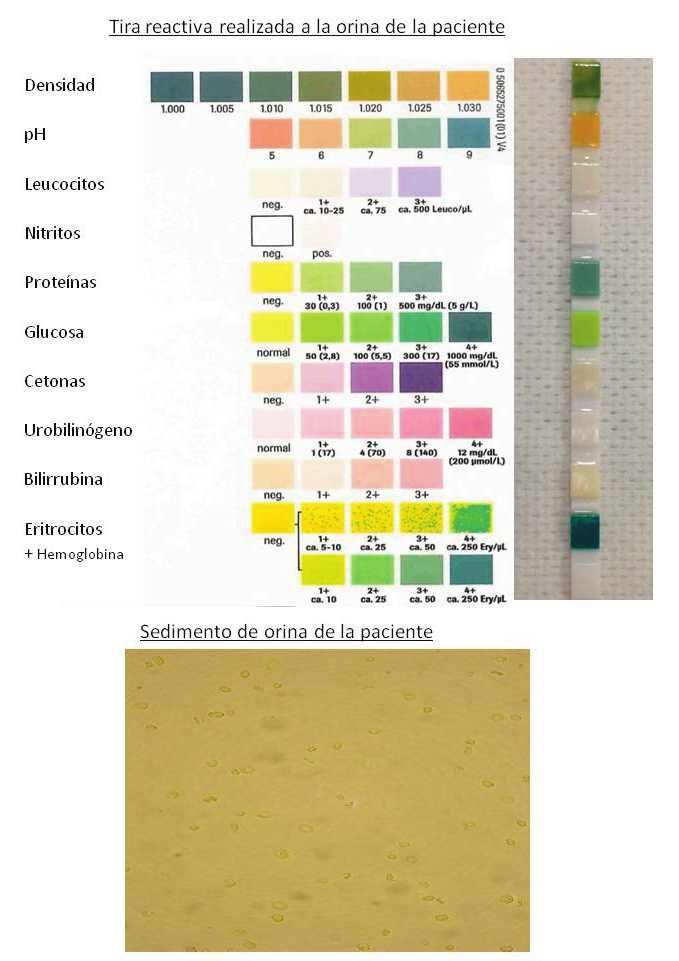 Tira reactiva realizada a la orina de la paciente
Densidad
1.000 1.005 1.010 1.015 1.020 1.025 1.030
pH
5 6 7 8 9
Leucocitos
neg. 1+ 2+ 3+
ca. 10-25 ca. 75 ca. 500 Leuco/µL
Nitritos
neg. pos.
Proteínas
neg. 1+ 2+ 3+
30 (0,3) 100 (1) 500 mg/dL (5 g/L)
Glucosa
normal 1+ 2+ 3+ 4+
50 (2,8) 100 (5,5) 300 (17) 1000 mg/dL
(55 mmol/L)
Cetonas
neg. 1+ 2+ 3+
Urobilinógeno
normal 1+ 2+ 3+ 4+
1 (17) 4 (70) 8 (140) 12 mg/dL
(200 µmol/L)
Bilirrubina
neg. 1+ 2+ 3+
Eritrocitos
+ Hemoglobina
neg. 1+ 2+ 3+ 4+
ca. 5-10 ca. 25 ca. 50 ca. 250 Ery/µL
1+ 2+ 3+ 4+
ca. 10 ca. 25 ca. 50 ca. 250 Ery/µL
Sedimento de orina de la paciente